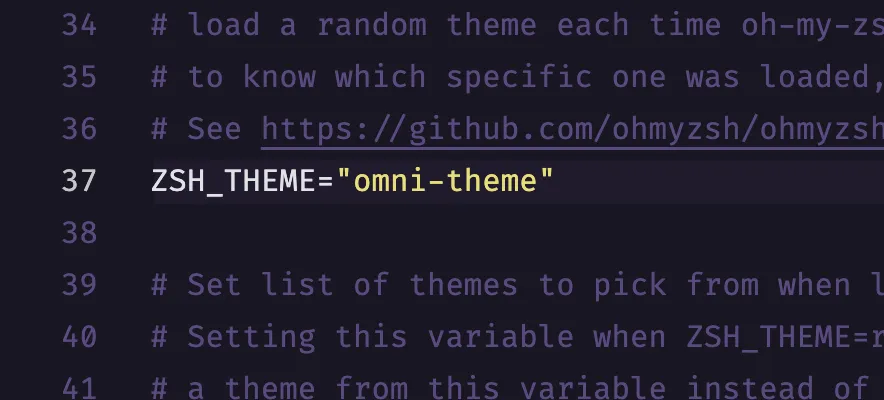 34 # load a random theme each time oh-my-zs
35 # to know which specific one was loaded,
36 # See https://github.com/ohmyzsh/ohmyzsh
37 ZSH_THEME="omni-theme"
38
39 # Set list of themes to pick from when l
40 # Setting this variable when ZSH_THEME=r
41 # a theme from this variable instead of